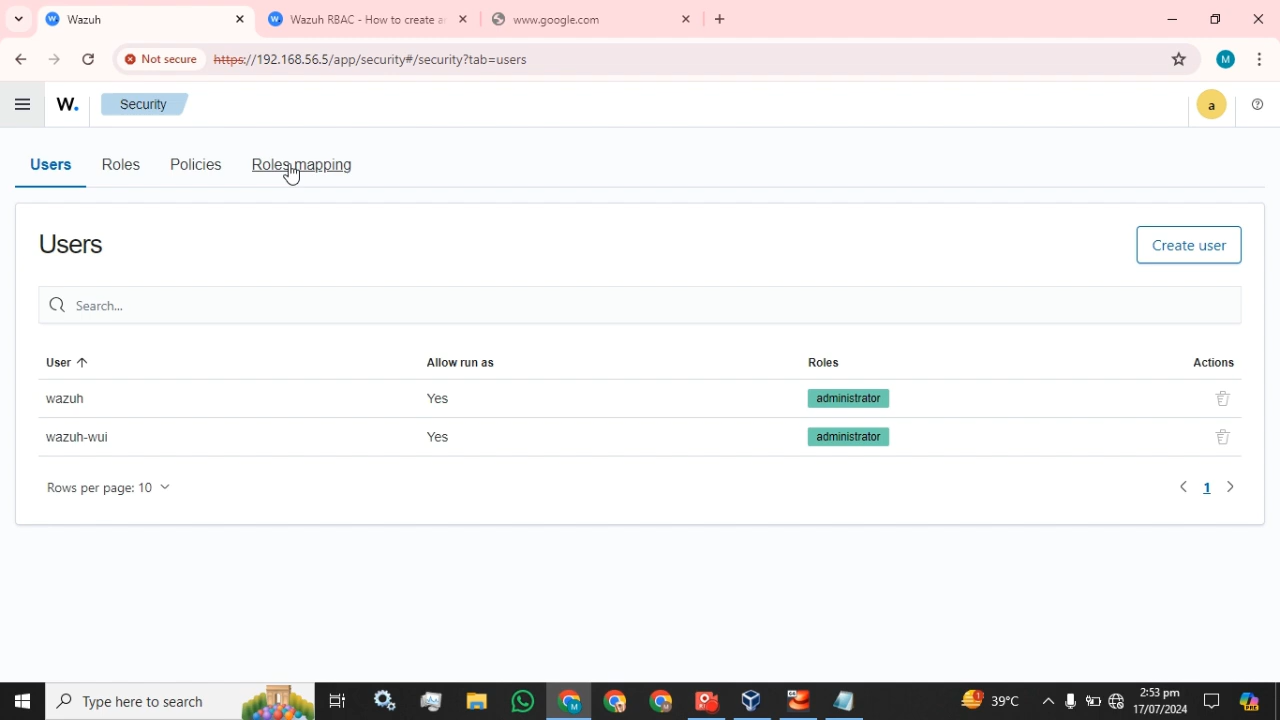 Wazuh
Wazuh RBAC - How to create a
www.google.com
Not secure
https://192.168.56.5/app/security#/security?tab=users
M
W.
Security
a
Users
Roles
Policies
Roles mapping
Users
Create user
Search...
User
Allow run as
Roles
Actions
wazuh
Yes
administrator
wazuh-wui
Yes
administrator
Rows per page: 10
1
Type here to search
39°C
2:53 pm
17/07/2024